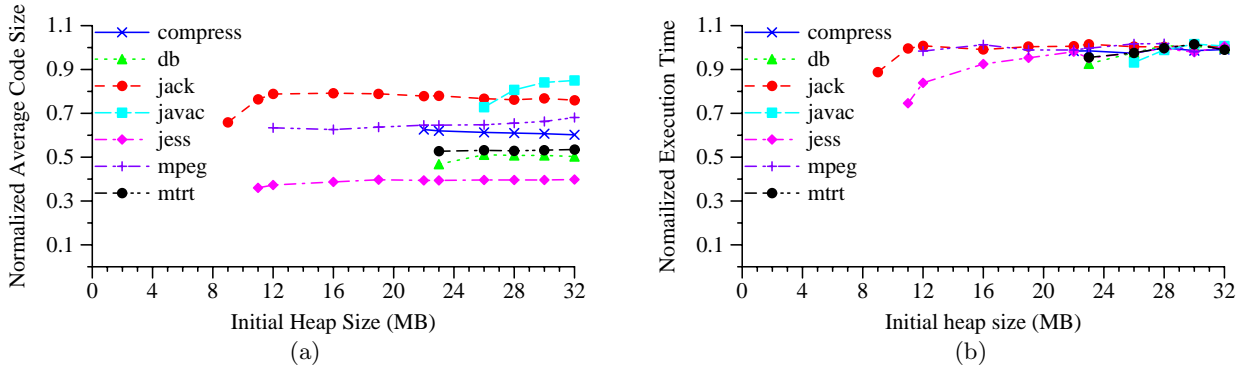 Normalized Average Code Size
1.1
0.9
0.7
0.5
0.3
0.1
compress
db
jack
javac
jess
mpeg
mtrt
0 4 8 12 16 20 24 28 32
Initial Heap Size (MB)
(a)
Nomailized Execution Time
1.1
0.9
0.7
0.5
0.3
0.1
compress
db
jack
javac
jess
mpeg
mtrt
0 4 8 12 16 20 24 28 32
Initial heap size (MB)
(b)